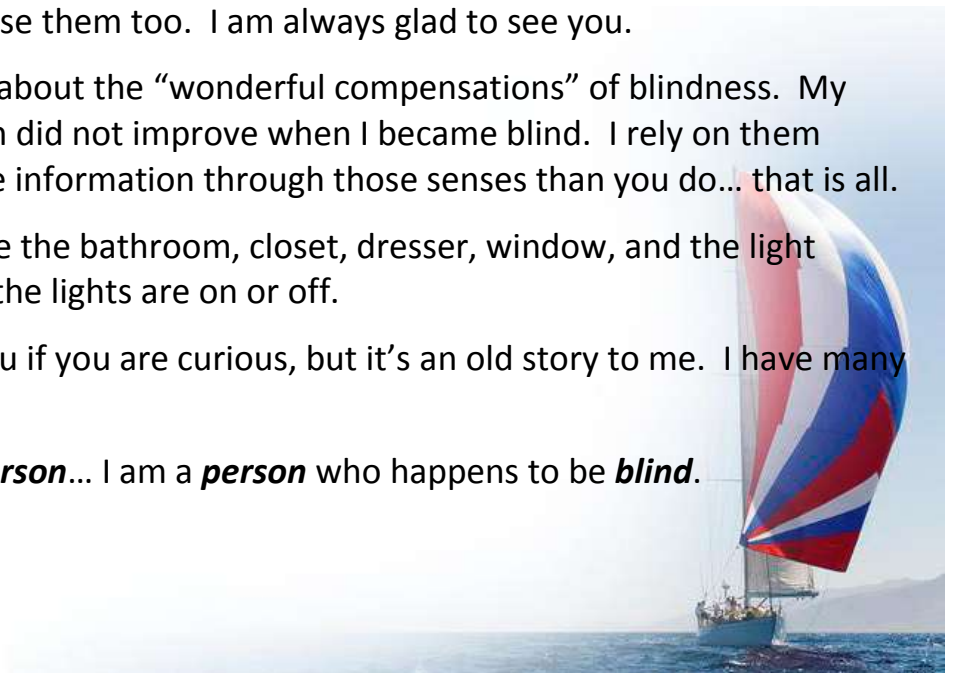 se them too.  I am always glad to see you.
about the “wonderful compensations” of blindness.  My
n did not improve when I became blind.  I rely on them
e information through those senses than you do… that is all.
e the bathroom, closet, dresser, window, and the light
the lights are on or off.
u if you are curious, but it’s an old story to me.  I have many
rson… I am a person who happens to be blind.